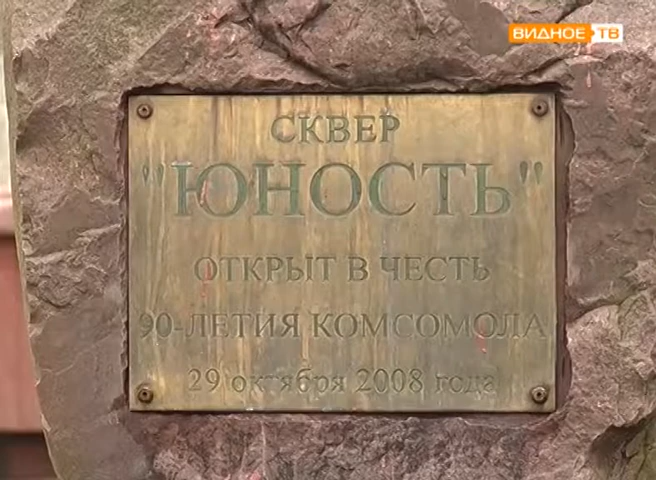 ВИДНОЕ ТВ
СКВЕР
"ЮНОСТЬ"
ОТКРЫТ В ЧЕСТЬ
90-ЛЕТИЯ КОМСОМОЛА
29 октября 2008 года